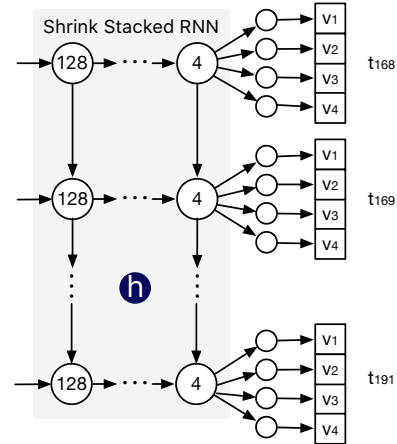 Shrink Stacked RNN
128 ... 4
v1
v2
v3
v4
t168
128 ... 4
v1
v2
v3
v4
t169
h
128 ... 4
v1
v2
v3
v4
t191